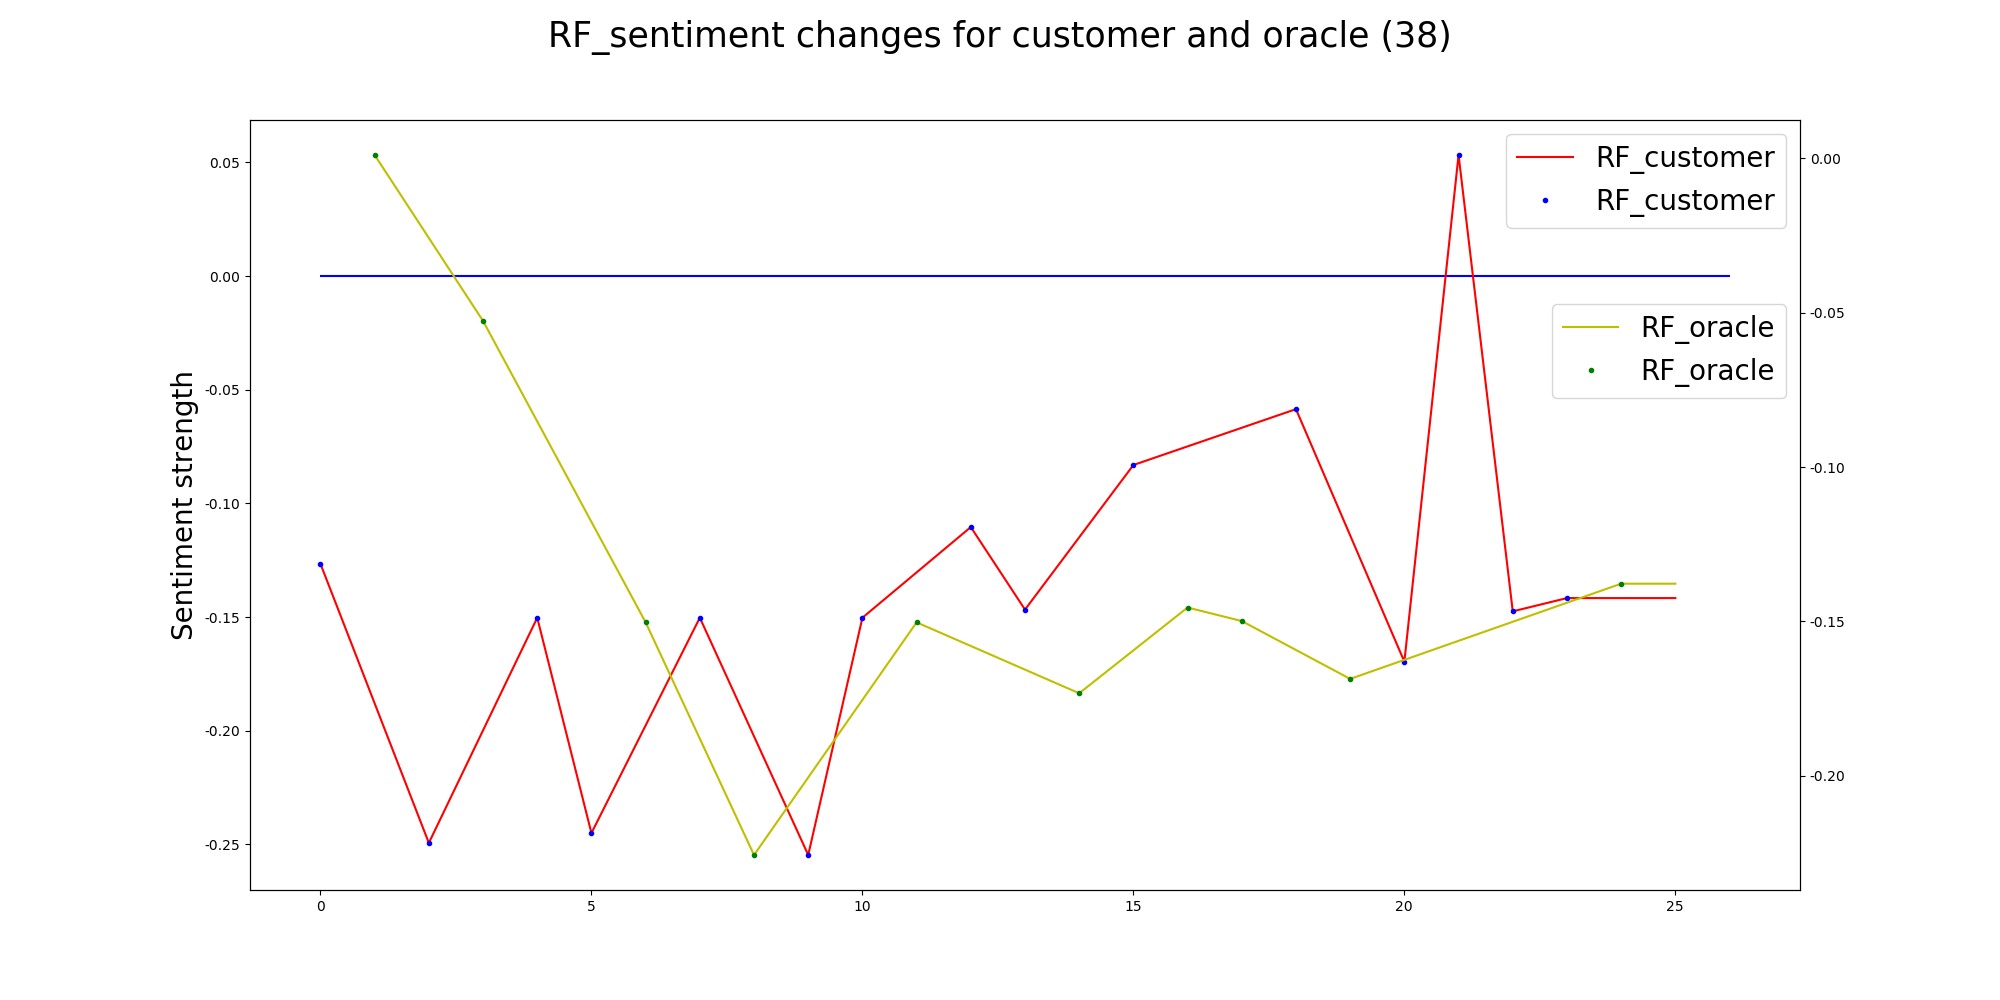 RF_sentiment changes for customer and oracle (38)
Sentiment strength
0.05
0.00
-0.05
-0.10
-0.15
-0.20
-0.25
RF_customer
RF_customer
RF_oracle
RF_oracle
0.00
-0.05
-0.10
-0.15
-0.20
0 5 10 15 20 25